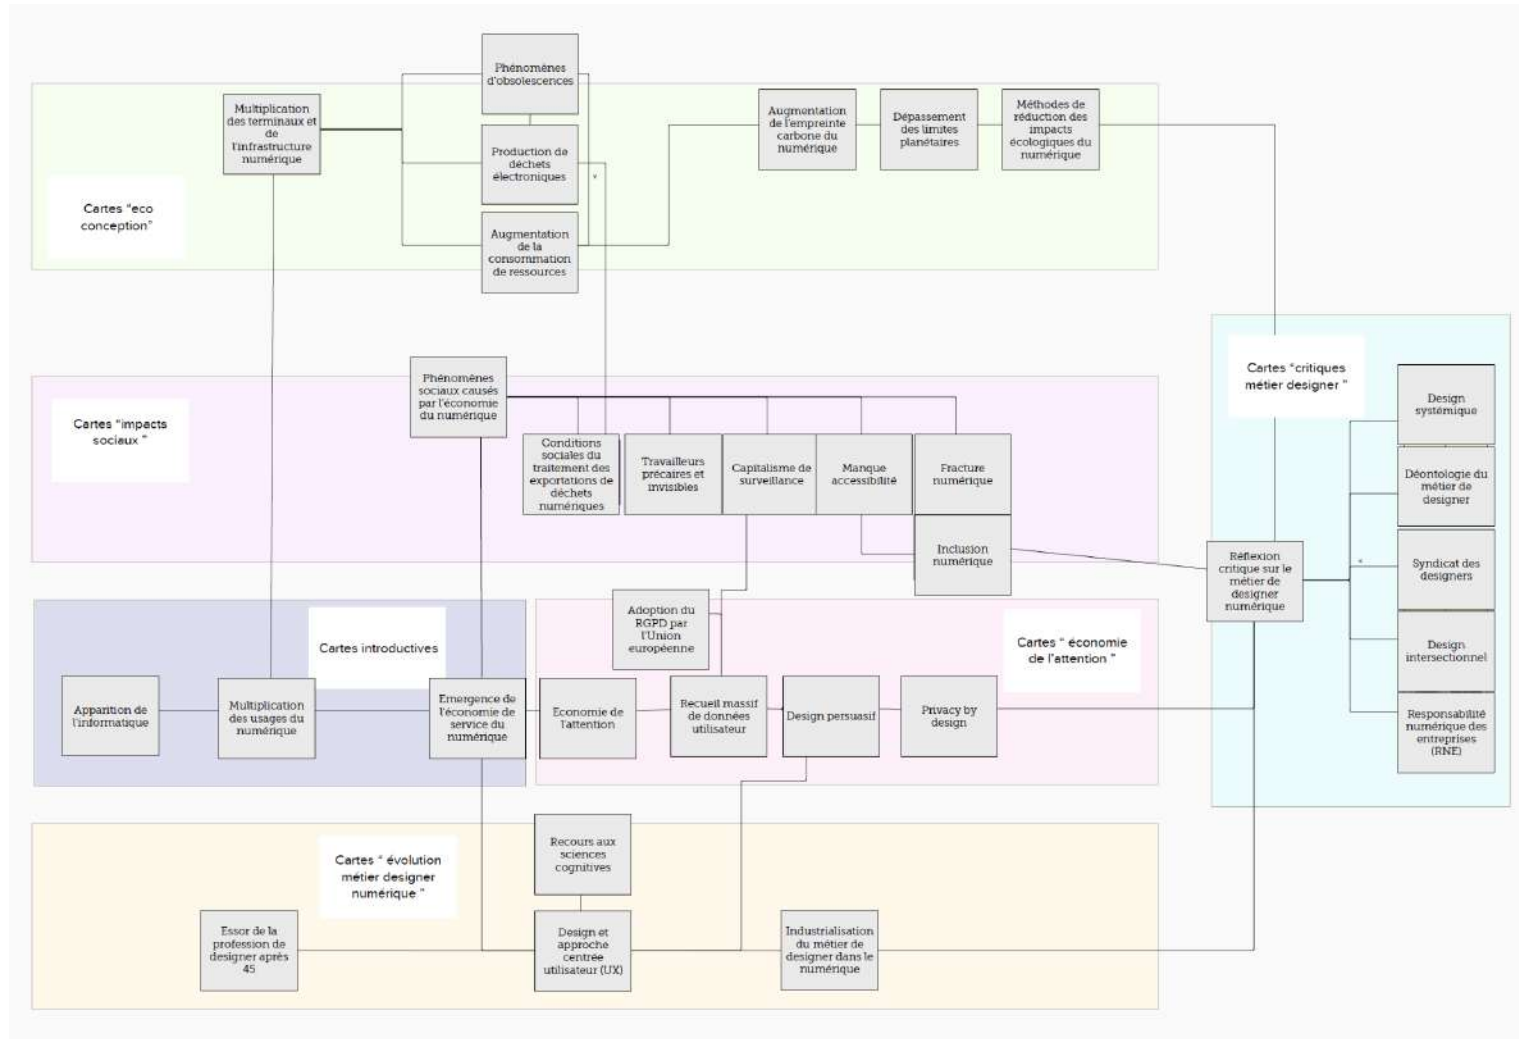 Phénomènes
d'obsolescences
Multiplication
des terminaux et
de
l'infrastructure
numérique
Production de
déchets
électroniques
Augmentation
de la
consommation
de ressources
Augmentation
de l'empreinte
carbone du
numérique
Dépassement
des limites
planétaires
Méthodes de
réduction des
impacts
écologiques du
numérique
Cartes "eco
conception"
Phénomènes
sociaux causés
par l'économie
du numérique
Cartes "impacts
sociaux "
Conditions
sociales du
traitement des
exportations de
déchets
numériques
Travailleurs
précaires et
invisibles
Capitalisme de
surveillance
Manque
accessibilité
Fracture
numérique
Inclusion
numérique
Cartes "critiques
métier designer "
Design
systémique
Déontologie du
métier de
designer
Syndicat des
designers
Design
intersectionnel
Responsabilité
numérique des
entreprises
(RNE)
Réflexion
critique sur le
métier de
designer
numérique
Cartes introductives
Apparition de
l'informatique
Multiplication
des usages du
numérique
Emergence de
l'économie de
service du
numérique
Adoption du
RGPD par
l'Union
européenne
Cartes " économie
de l'attention "
Economie de
l'attention
Recueil massif
de données
utilisateur
Design persuasif
Privacy by
design
Cartes " évolution
métier designer
numérique "
Recours aux
sciences
cognitives
Essor de la
profession de
designer après
45
Design et
approche
centrée
utilisateur (UX)
Industrialisation
du métier de
designer dans le
numérique